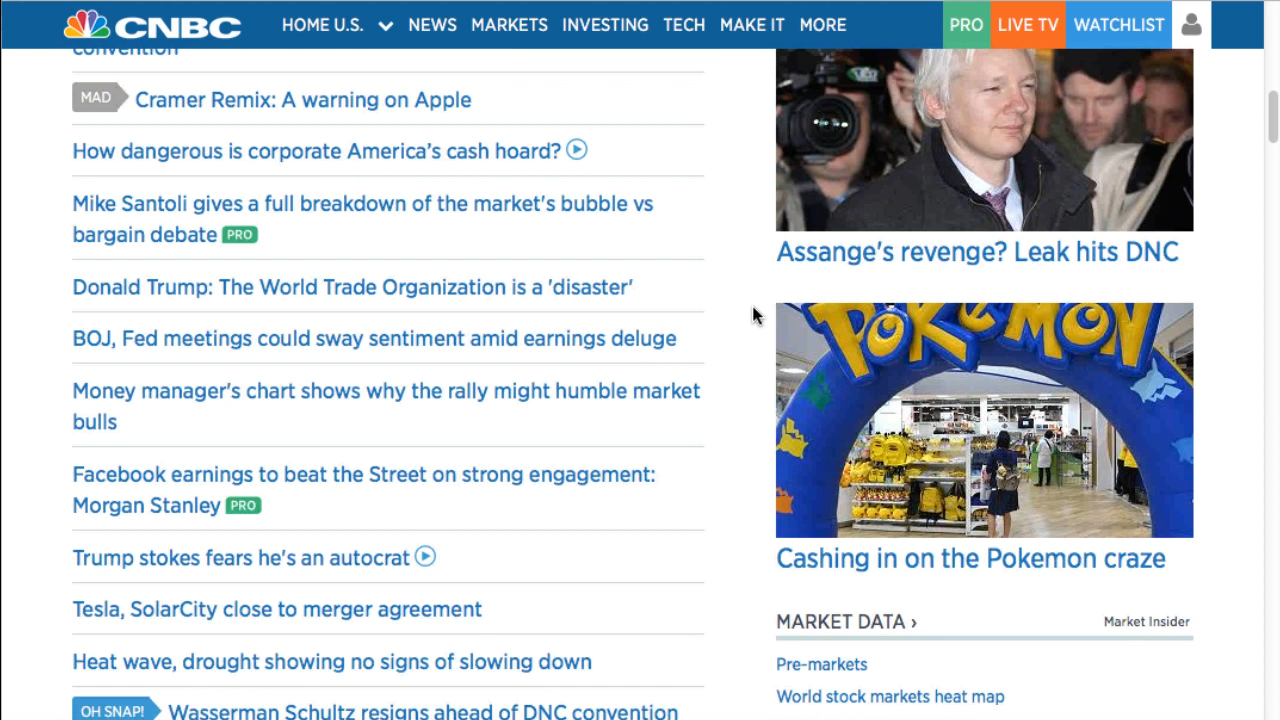 CNBC HOME U.S. NEWS MARKETS INVESTING TECH MAKE IT MORE PRO LIVE TV WATCHLIST
convention
MAD Cramer Remix: A warning on Apple
How dangerous is corporate America’s cash hoard?
Mike Santoli gives a full breakdown of the market's bubble vs
bargain debate PRO
Donald Trump: The World Trade Organization is a 'disaster'
BOJ, Fed meetings could sway sentiment amid earnings deluge
Money manager's chart shows why the rally might humble market
bulls
Facebook earnings to beat the Street on strong engagement:
Morgan Stanley PRO
Trump stokes fears he's an autocrat
Tesla, SolarCity close to merger agreement
Heat wave, drought showing no signs of slowing down
OH SNAP! Wasserman Schultz resigns ahead of DNC convention
Assange's revenge? Leak hits DNC
POKéMON
Cashing in on the Pokemon craze
MARKET DATA ›
Market Insider
Pre-markets
World stock markets heat map